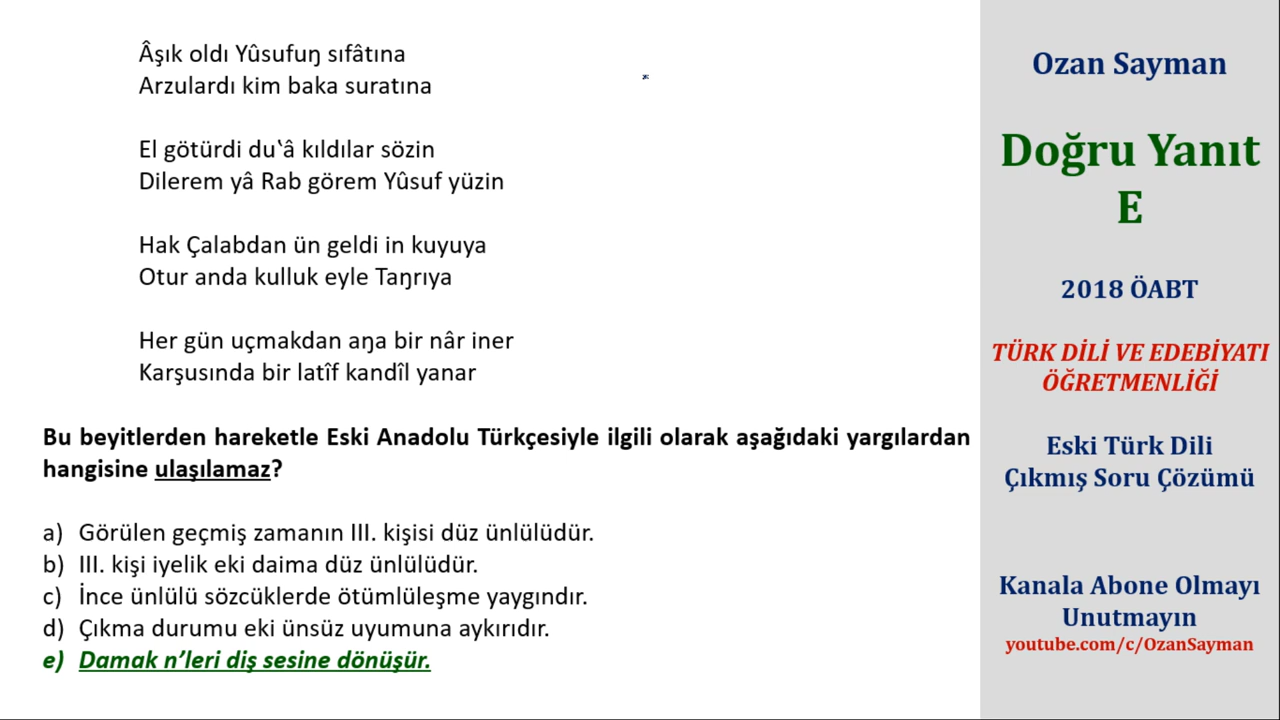 Âşık oldı Yûsufuŋ sıfâtına
Arzulardı kim baka suratına
El götürdi du‛â kıldılar sözin
Dilerem yâ Rab görem Yûsuf yüzin
Hak Çalabdan ün geldi in kuyuya
Otur anda kulluk eyle Taŋrıya
Her gün uçmakdan aŋa bir nâr iner
Karşusında bir latîf kandîl yanar
Bu beyitlerden hareketle Eski Anadolu Türkçesiyle ilgili olarak aşağıdaki yargılardan
hangisine ulaşılamaz?
a) Görülen geçmiş zamanın III. kişisi düz ünlülüdür.
b) III. kişi iyelik eki daima düz ünlülüdür.
c) İnce ünlülü sözcüklerde ötümlüleşme yaygındır.
d) Çıkma durumu eki ünsüz uyumuna aykırıdır.
e) Damak n’leri diş sesine dönüşür.
Ozan Sayman
Doğru Yanıt
E
2018 ÖABT
TÜRK DİLİ VE EDEBİYATI
ÖĞRETMENLİĞİ
Eski Türk Dili
Çıkmış Soru Çözümü
Kanala Abone Olmayı
Unutmayın
youtube.com/c/OzanSayman